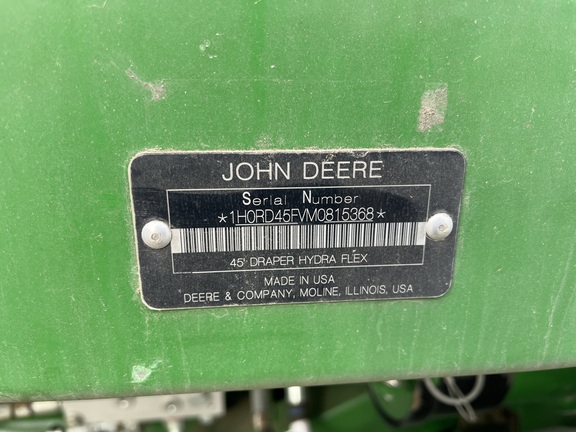 JOHN DEERE
Serial Number
*1H0RD45FVM0815368*
45' DRAPER HYDRA FLEX
MADE IN USA
DEERE & COMPANY, MOLINE, ILLINOIS, USA